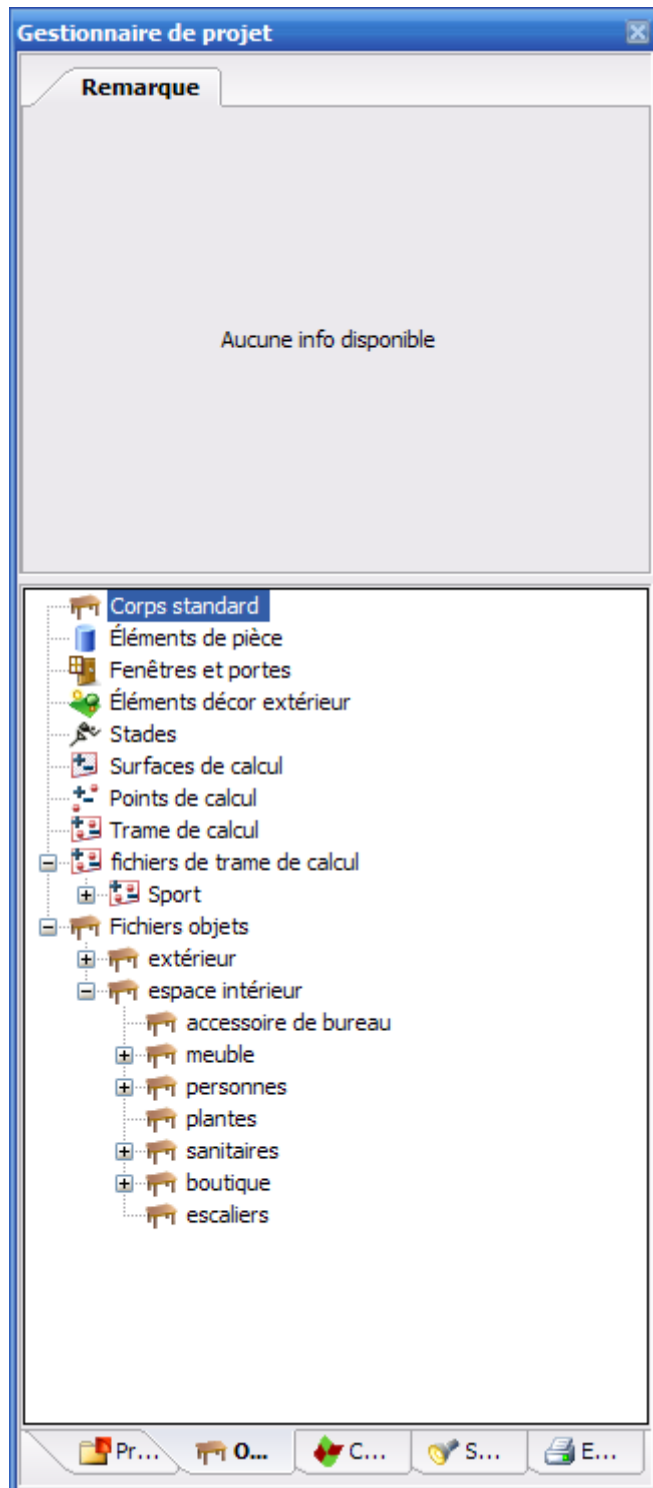 Gestionnaire de projet
Remarque
Aucune info disponible
Corps standard
Éléments de pièce
Fenêtres et portes
Éléments décor extérieur
Stades
Surfaces de calcul
Points de calcul
Trame de calcul
fichiers de trame de calcul
Sport
Fichiers objets
extérieur
espace intérieur
accessoire de bureau
meuble
personnes
plantes
sanitaires
boutique
escaliers
Pr... O... C... S... E...